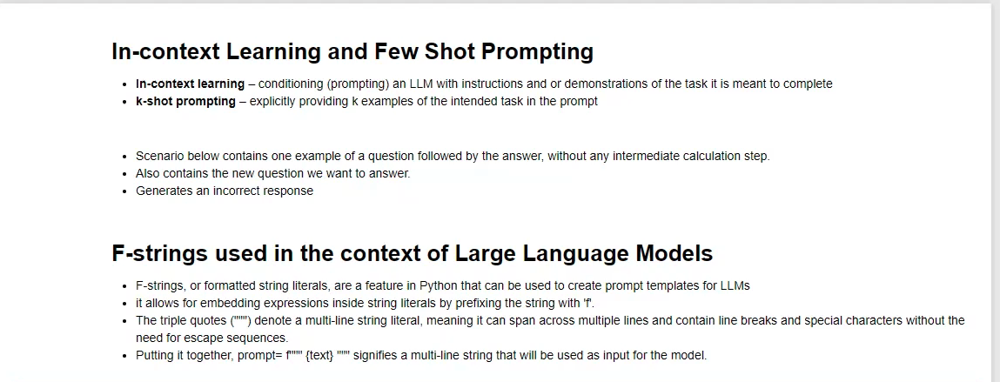 In-context Learning and Few Shot Prompting
• In-context learning – conditioning (prompting) an LLM with instructions and or demonstrations of the task it is meant to complete
• k-shot prompting – explicitly providing k examples of the intended task in the prompt
• Scenario below contains one example of a question followed by the answer, without any intermediate calculation step.
• Also contains the new question we want to answer.
• Generates an incorrect response
F-strings used in the context of Large Language Models
• F-strings, or formatted string literals, are a feature in Python that can be used to create prompt templates for LLMs
• it allows for embedding expressions inside string literals by prefixing the string with 'f'.
• The triple quotes (""") denote a multi-line string literal, meaning it can span across multiple lines and contain line breaks and special characters without the
need for escape sequences.
• Putting it together, prompt= f""" {text} """ signifies a multi-line string that will be used as input for the model.